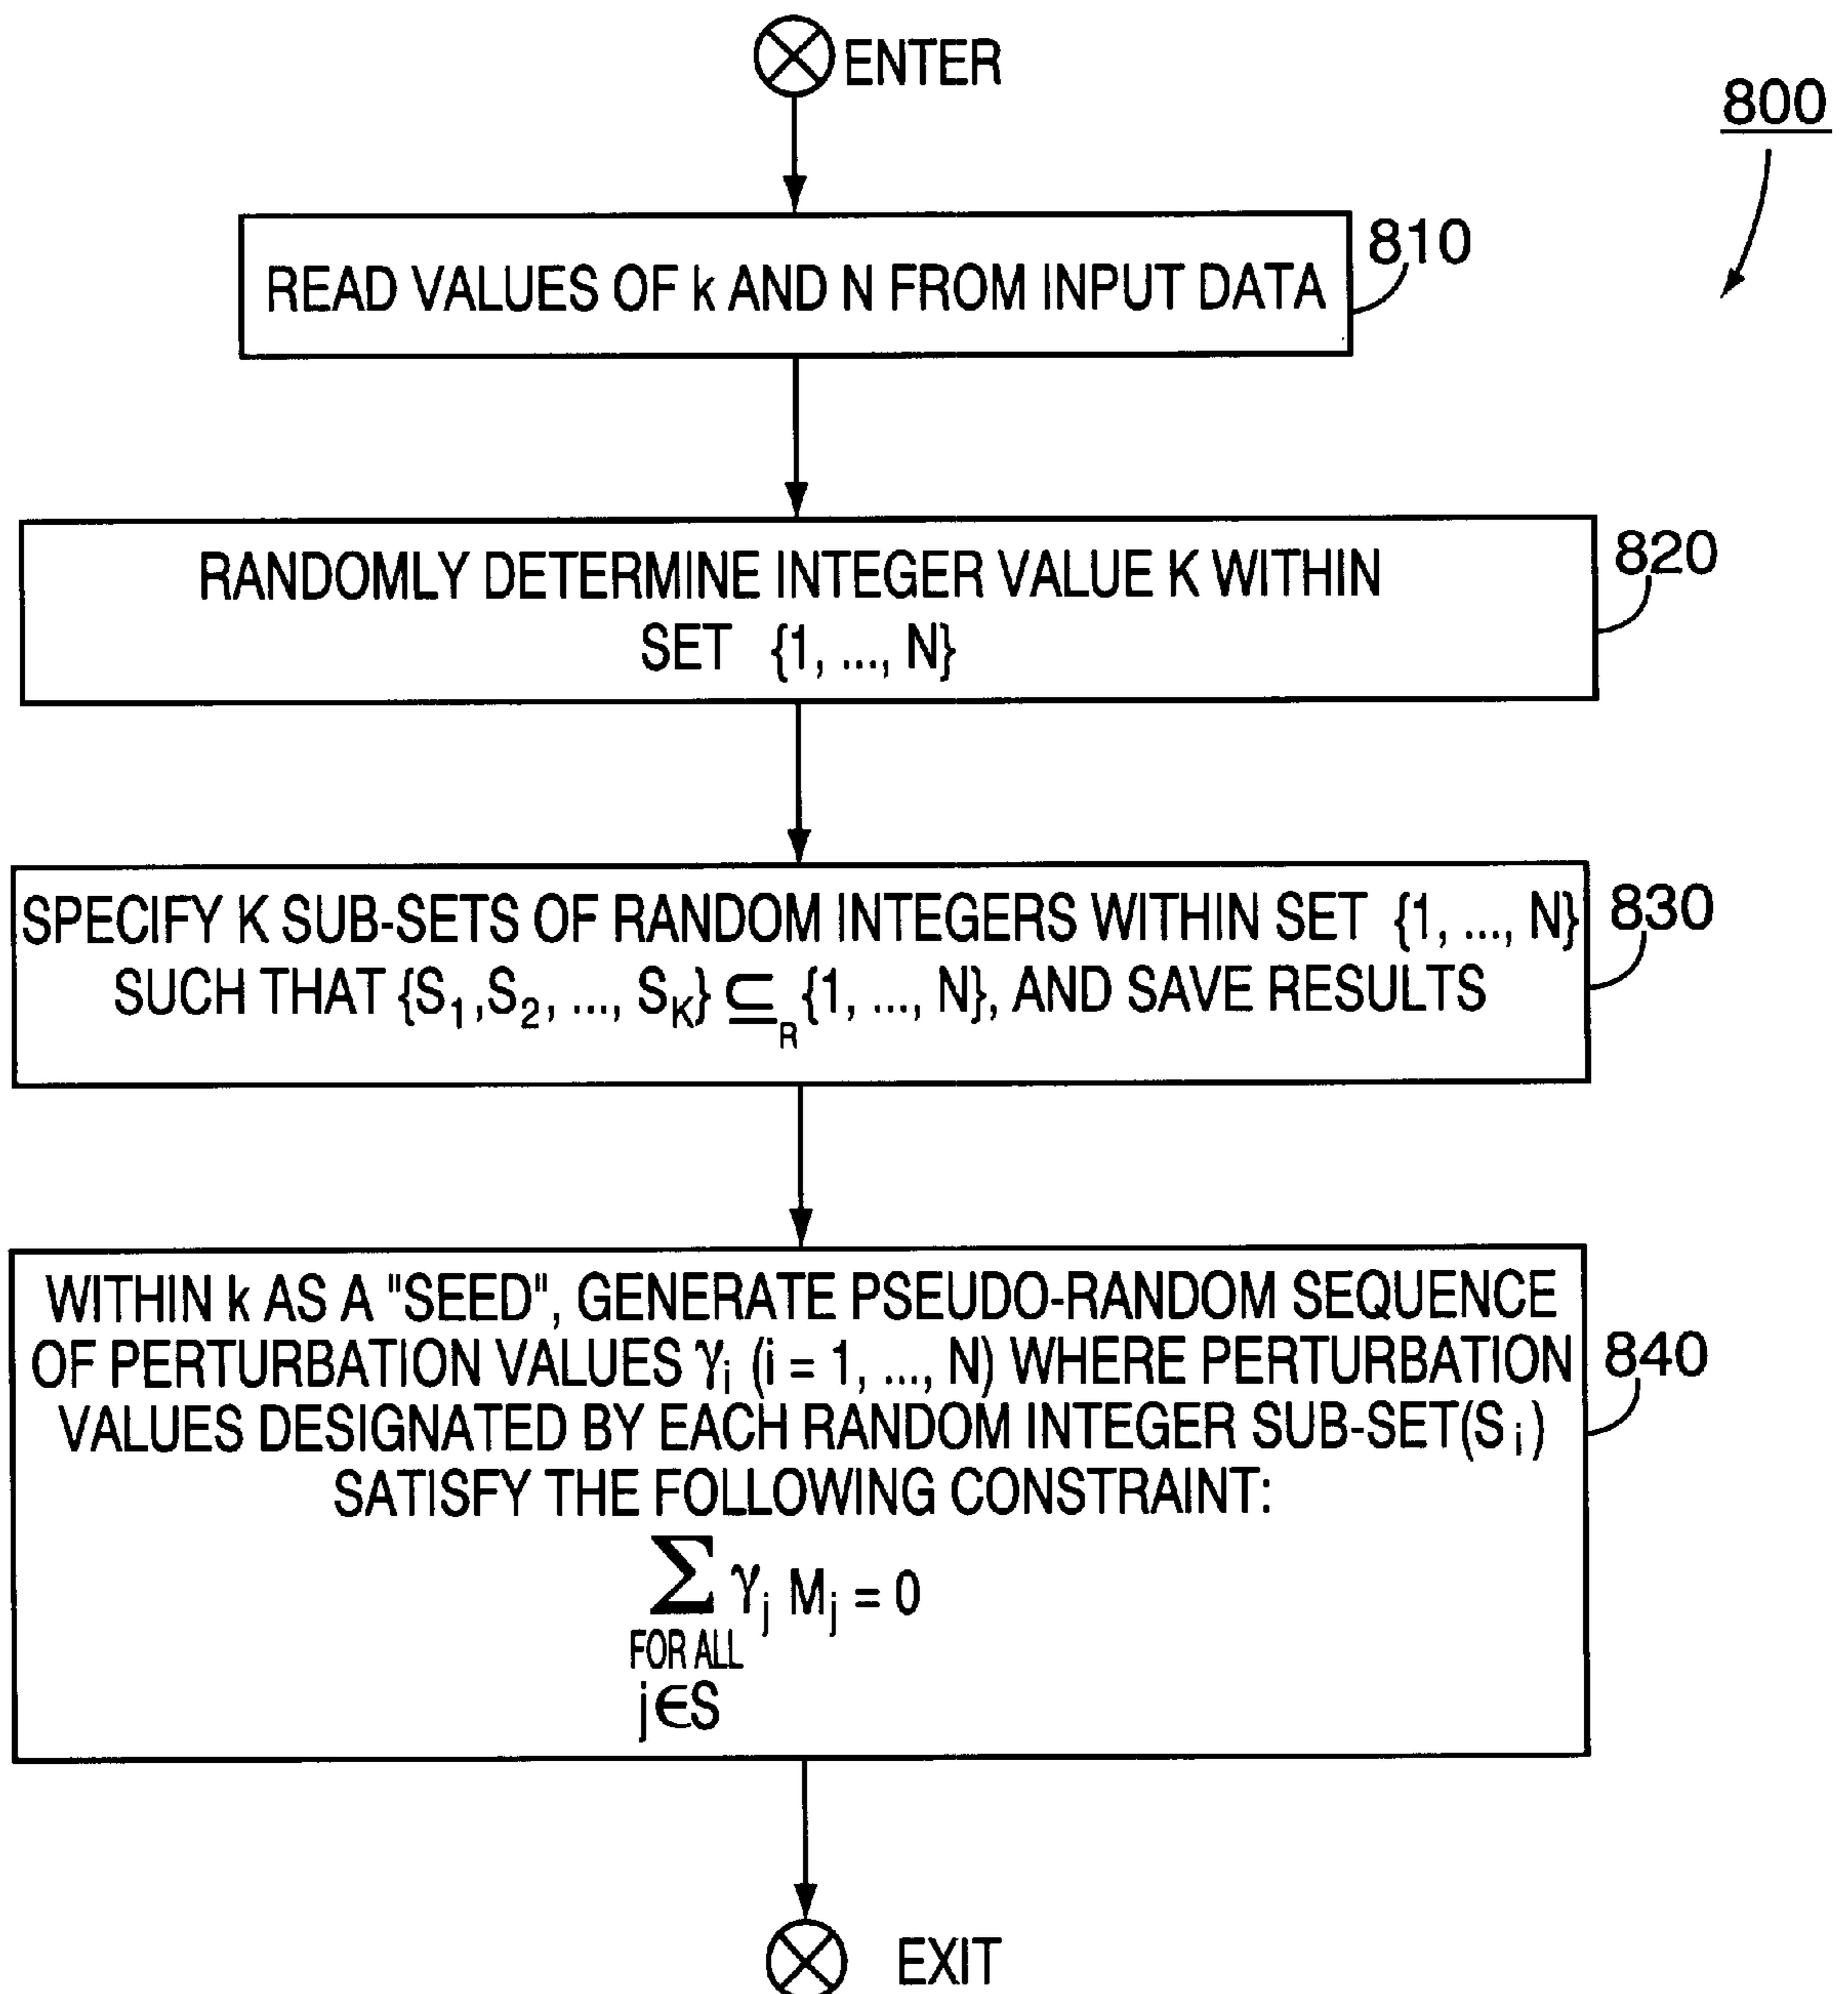 ENTER
800
READ VALUES OF k AND N FROM INPUT DATA
810
RANDOMLY DETERMINE INTEGER VALUE K WITHIN
SET {1, ..., N}
820
SPECIFY K SUB-SETS OF RANDOM INTEGERS WITHIN SET {1, ..., N}
SUCH THAT {S₁,S₂, ..., S_K} ⊆_R {1, ..., N}, AND SAVE RESULTS
830
WITHIN k AS A "SEED", GENERATE PSEUDO-RANDOM SEQUENCE
OF PERTURBATION VALUES γᵢ (i = 1, ..., N) WHERE PERTURBATION
VALUES DESIGNATED BY EACH RANDOM INTEGER SUB-SET(Sᵢ)
SATISFY THE FOLLOWING CONSTRAINT:
Σ γⱼ Mⱼ = 0
FOR ALL
j∈S
840
EXIT